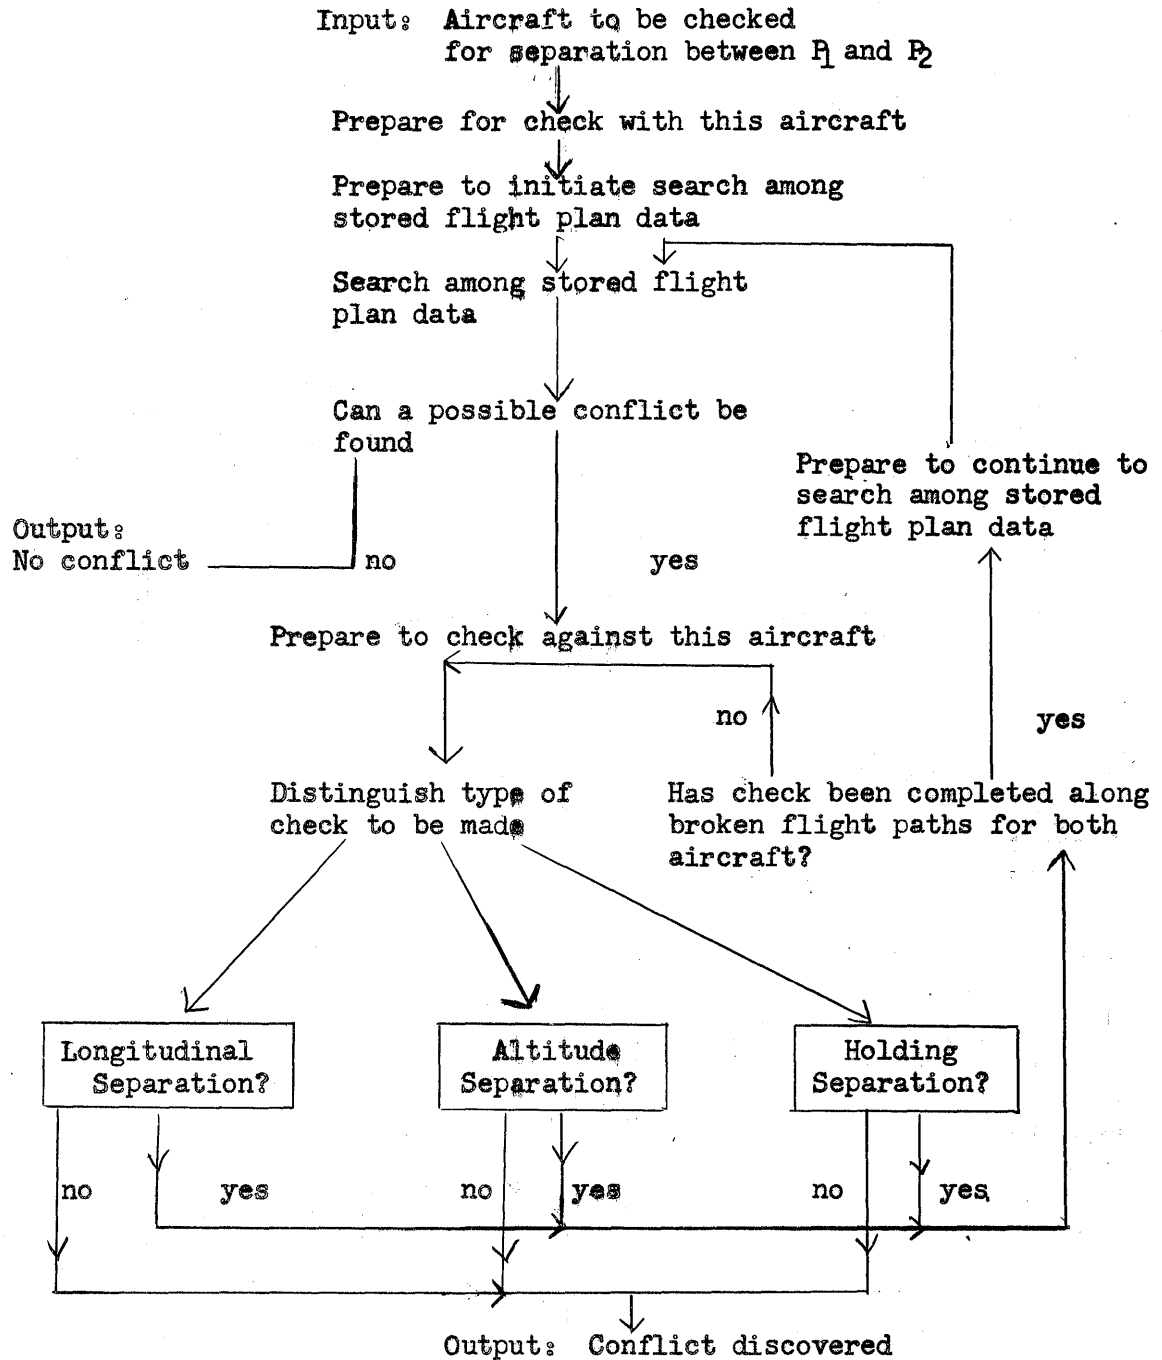 Input: Aircraft to be checked
for separation between P1 and P2
Prepare for check with this aircraft
Prepare to initiate search among
stored flight plan data
Search among stored flight
plan data
Can a possible conflict be
found
Output:
No conflict
no
yes
Prepare to continue to
search among stored
flight plan data
Prepare to check against this aircraft
no
yes
Distinguish type of
check to be made
Has check been completed along
broken flight paths for both
aircraft?
Longitudinal
Separation?
Altitude
Separation?
Holding
Separation?
no
yes
no
yes
no
yes
Output: Conflict discovered